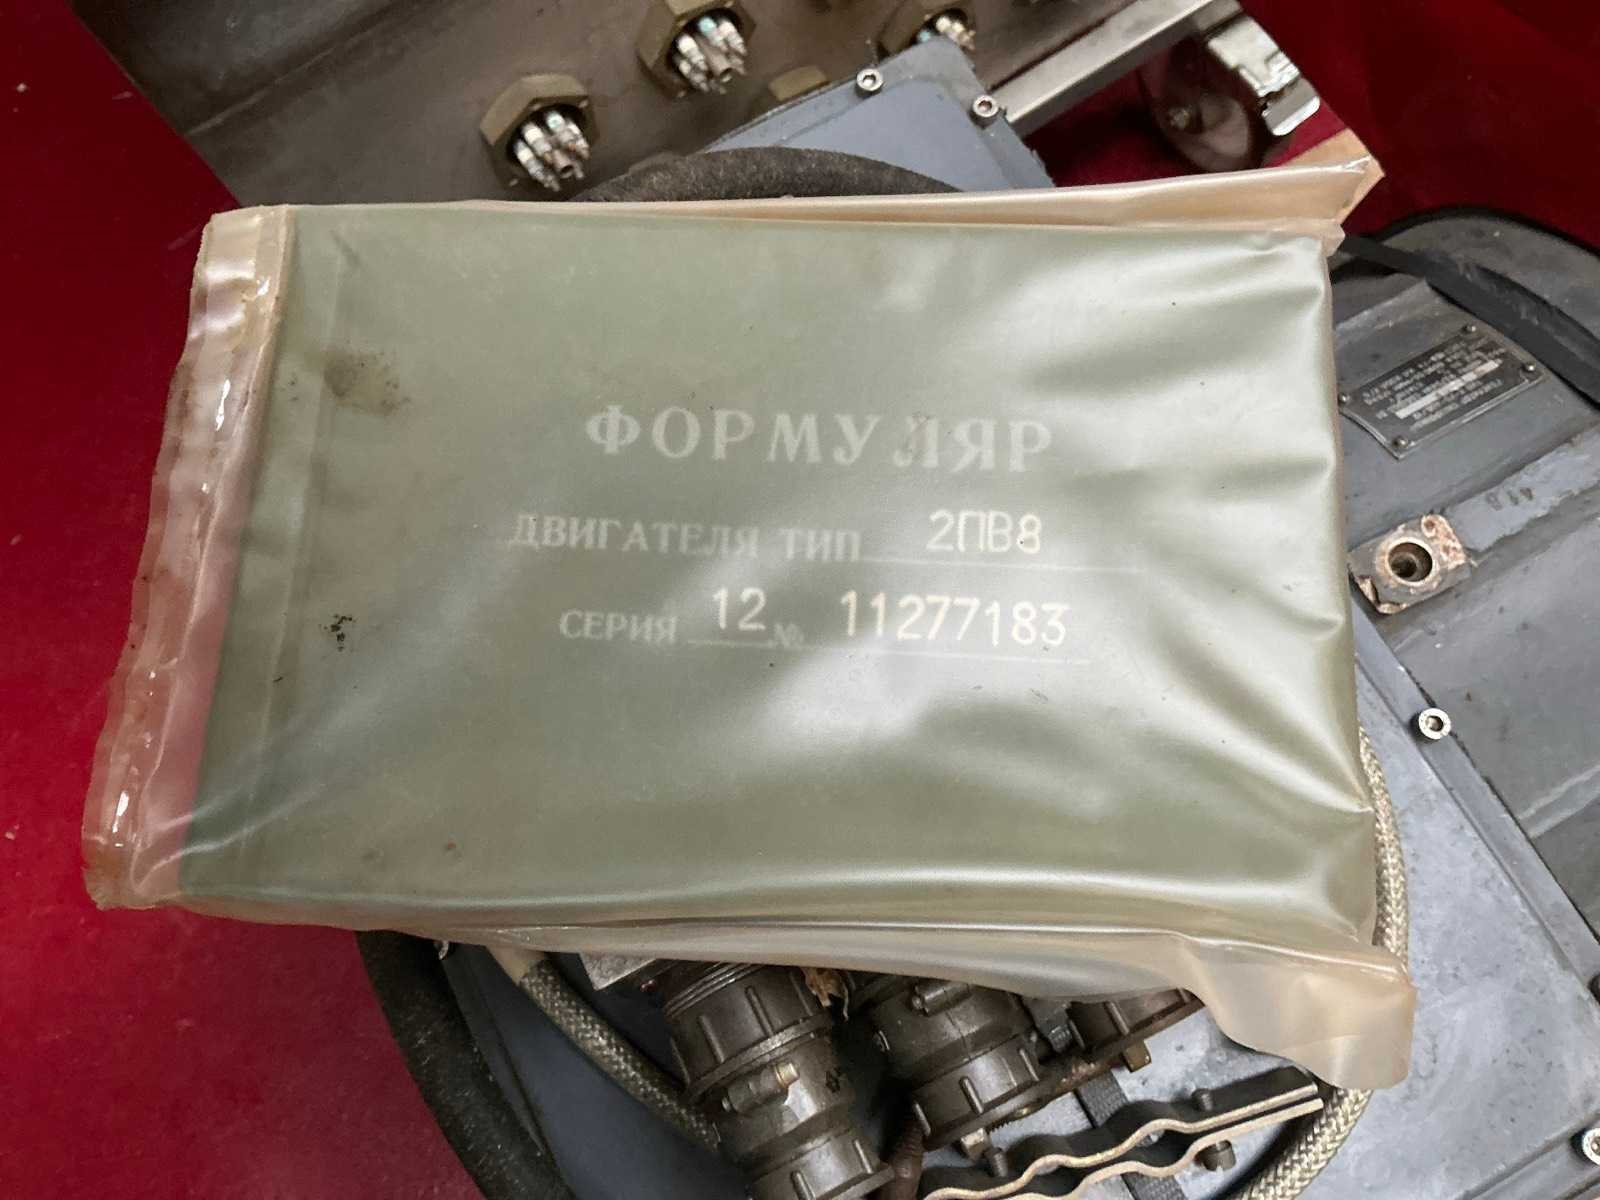 ФОРМУЛЯР
ДВИГАТЕЛЯ ТИП 2ПВ8
СЕРИЯ 12 № 11277183